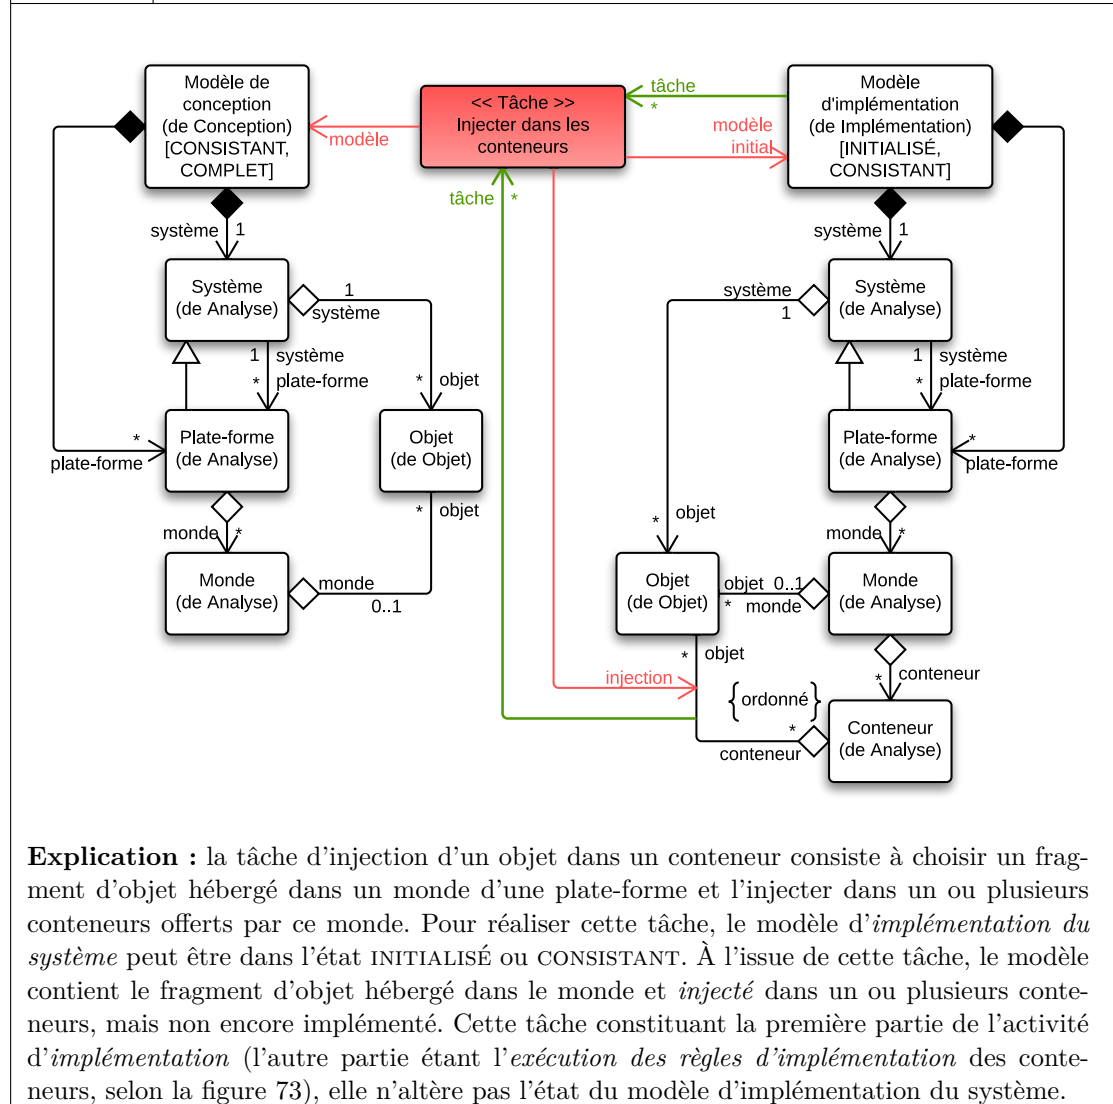 Modèle de
conception
(de Conception)
[CONSISTANT,
COMPLET]
modèle
<< Tâche >>
Injecter dans les
conteneurs
tâche
*
modèle
initial
Modèle
d'implémentation
(de Implémentation)
[INITIALISÉ,
CONSISTANT]
tâche *
système 1
système 1
Système
(de Analyse)
1
système
système
1
Système
(de Analyse)
1 système
* plate-forme
1 système
* plate-forme
* objet
*
plate-forme
Plate-forme
(de Analyse)
Objet
(de Objet)
Plate-forme
(de Analyse)
*
plate-forme
* objet
* objet
monde *
monde *
Monde
(de Analyse)
monde
0..1
Objet
(de Objet)
objet 0..1
* monde
Monde
(de Analyse)
* objet
injection
* conteneur
{ordonné}
*
conteneur
Conteneur
(de Analyse)
Explication : la tâche d'injection d'un objet dans un conteneur consiste à choisir un frag-
ment d'objet hébergé dans un monde d'une plate-forme et l'injecter dans un ou plusieurs
conteneurs offerts par ce monde. Pour réaliser cette tâche, le modèle d'implémentation du
système peut être dans l'état INITIALISÉ ou CONSISTANT. À l'issue de cette tâche, le modèle
contient le fragment d'objet hébergé dans le monde et injecté dans un ou plusieurs conte-
neurs, mais non encore implémenté. Cette tâche constituant la première partie de l'activité
d'implémentation (l'autre partie étant l'exécution des règles d'implémentation des conte-
neurs, selon la figure 73), elle n'altère pas l'état du modèle d'implémentation du système.